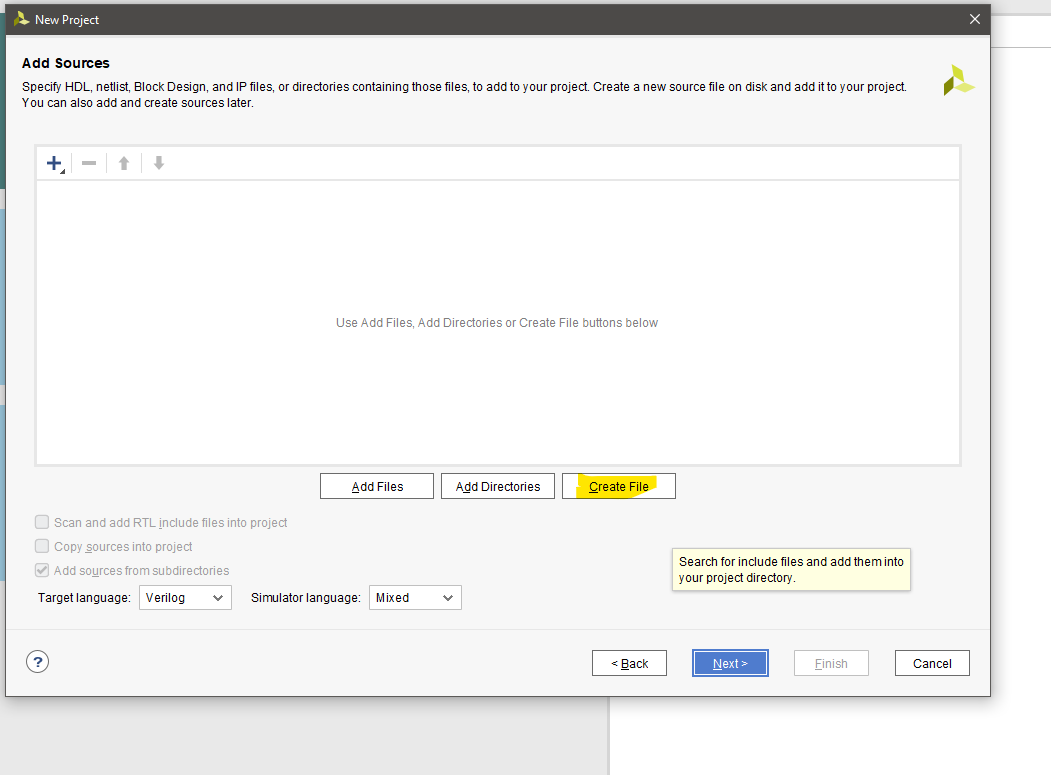 New Project
Add Sources
Specify HDL, netlist, Block Design, and IP files, or directories containing those files, to add to your project. Create a new source file on disk and add it to your project.
You can also add and create sources later.
Use Add Files, Add Directories or Create File buttons below
Add Files Add Directories Create File
Scan and add RTL include files into project
Copy sources into project
Search for include files and add them into
your project directory.
Add sources from subdirectories
Target language: Verilog Simulator language: Mixed
? < Back Next > Finish Cancel